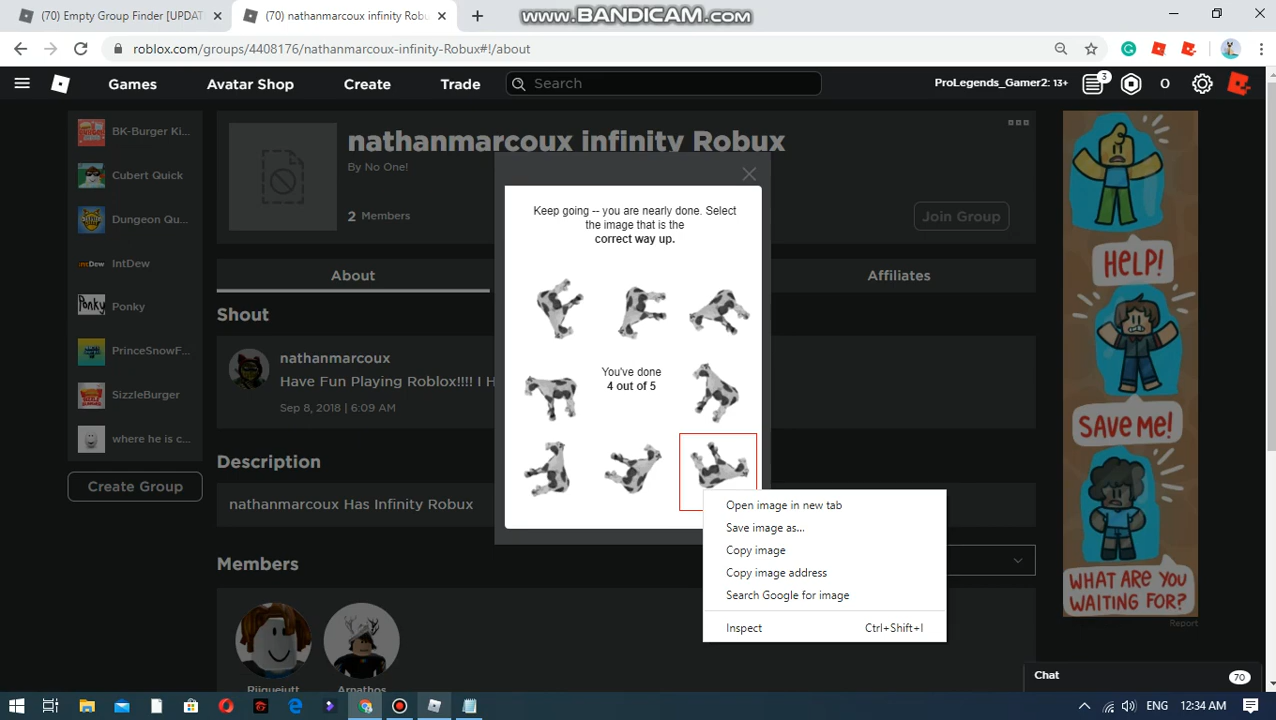 (70) Empty Group Finder [UPDAT
(70) nathanmarcoux infinity Robu
WWW.BANDICAM.COM
roblox.com/groups/4408176/nathanmarcoux-infinity-Robux#!/about
Games
Avatar Shop
Create
Trade
Search
ProLegends_Gamer2: 13+
3
0
BK-Burger Ki...
Cubert Quick
Dungeon Qu...
IntDew
Ponky
PrinceSnowF...
SizzleBurger
where he is c...
Create Group
nathanmarcoux infinity Robux
By No One!
2 Members
Join Group
About
Affiliates
Shout
nathanmarcoux
Have Fun Playing Roblox!!!! I H
Sep 8, 2018 | 6:09 AM
Description
nathanmarcoux Has Infinity Robux
Members
Keep going -- you are nearly done. Select
the image that is the
correct way up.
You've done
4 out of 5
Open image in new tab
Save image as...
Copy image
Copy image address
Search Google for image
Inspect Ctrl+Shift+I
HELP!
SAVE ME!
WHAT ARE YOU
WAITING FOR?
Report
Chat
70
12:34 AM